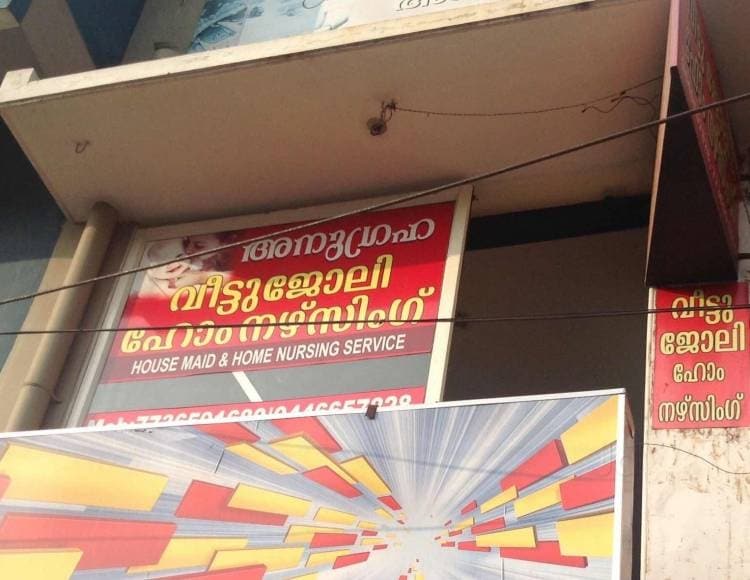 അനുഗ്രഹ
വീട്ടുജോലി
ഹോംനഴ്സിംഗ്
HOUSE MAID & HOME NURSING SERVICE
വീട്ടു
ജോലി
ഹോം
നഴ്സിംഗ്